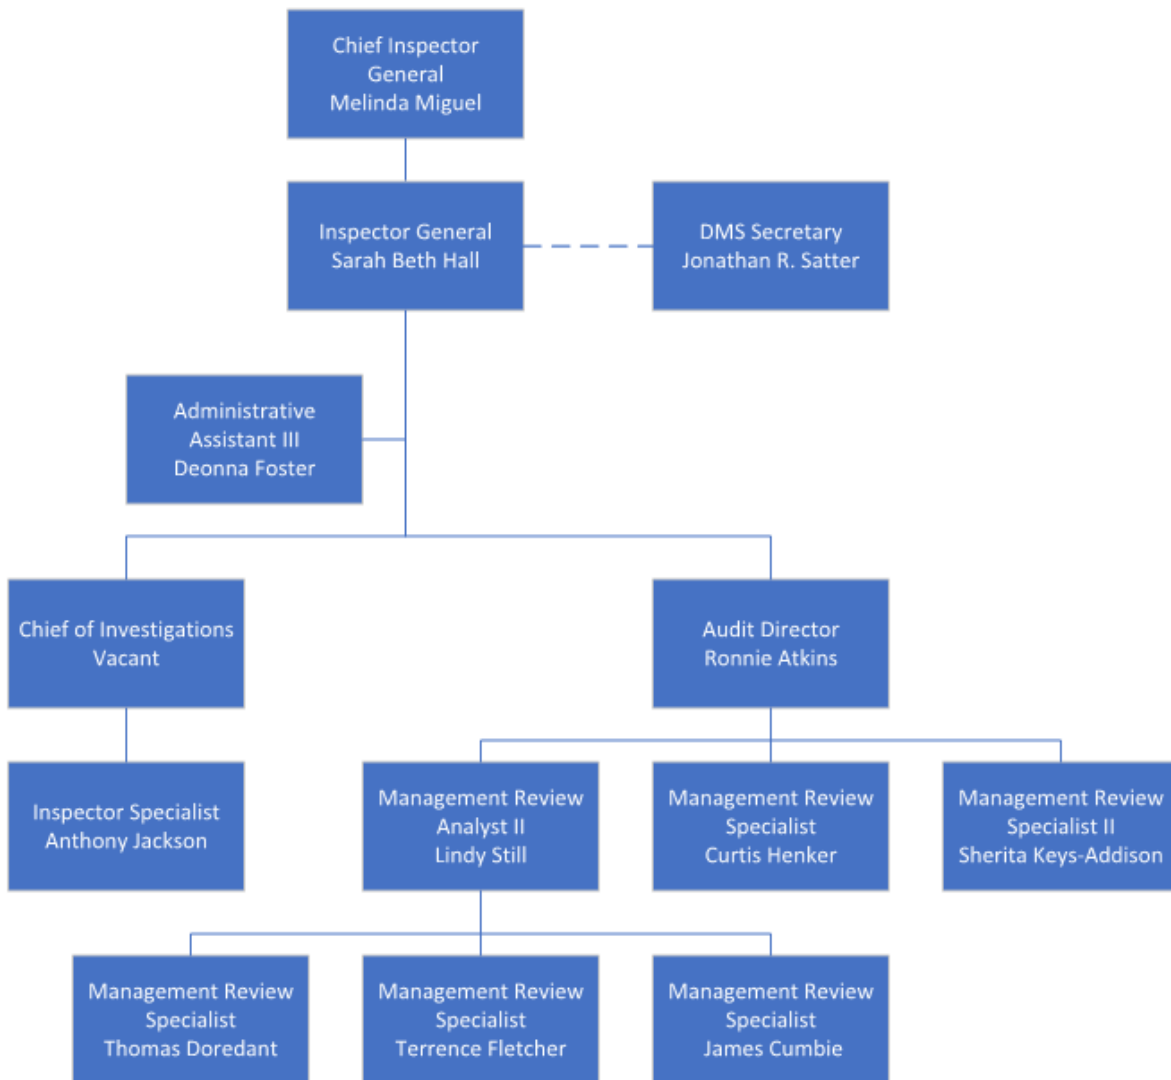 Chief Inspector
General
Melinda Miguel
Inspector General
Sarah Beth Hall
DMS Secretary
Jonathan R. Satter
Administrative
Assistant III
Deonna Foster
Chief of Investigations
Vacant
Audit Director
Ronnie Atkins
Inspector Specialist
Anthony Jackson
Management Review
Analyst II
Lindy Still
Management Review
Specialist
Curtis Henker
Management Review
Specialist II
Sherita Keys-Addison
Management Review
Specialist
Thomas Doredant
Management Review
Specialist
Terrence Fletcher
Management Review
Specialist
James Cumbie